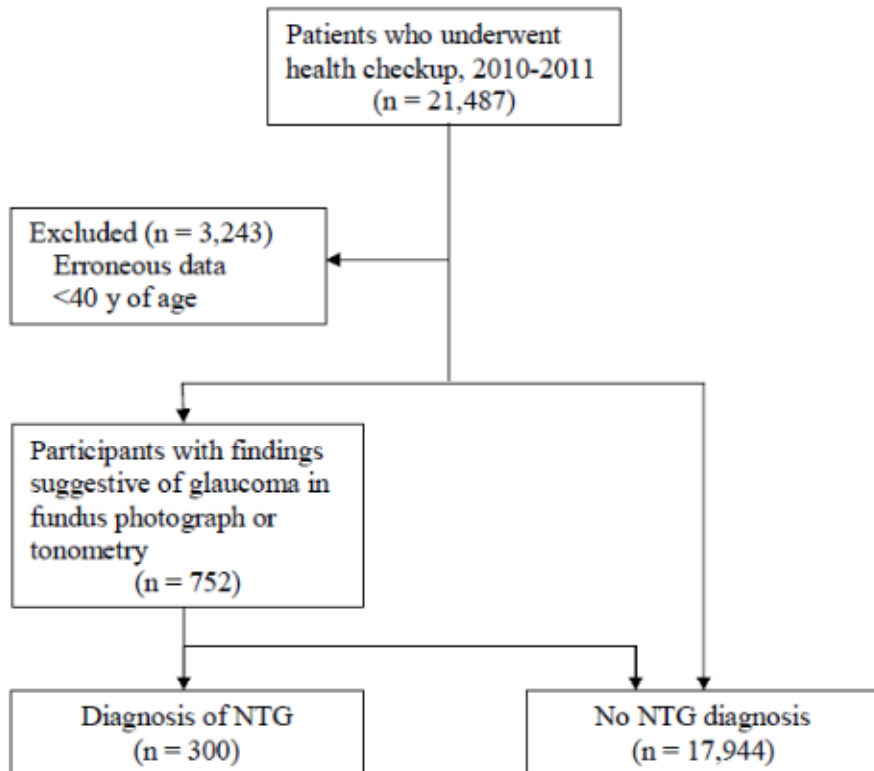 Patients who underwent
health checkup, 2010-2011
(n = 21,487)
Excluded (n = 3,243)
Erroneous data
<40 y of age
Participants with findings
suggestive of glaucoma in
fundus photograph or
tonometry
(n = 752)
Diagnosis of NTG
(n = 300)
No NTG diagnosis
(n = 17,944)